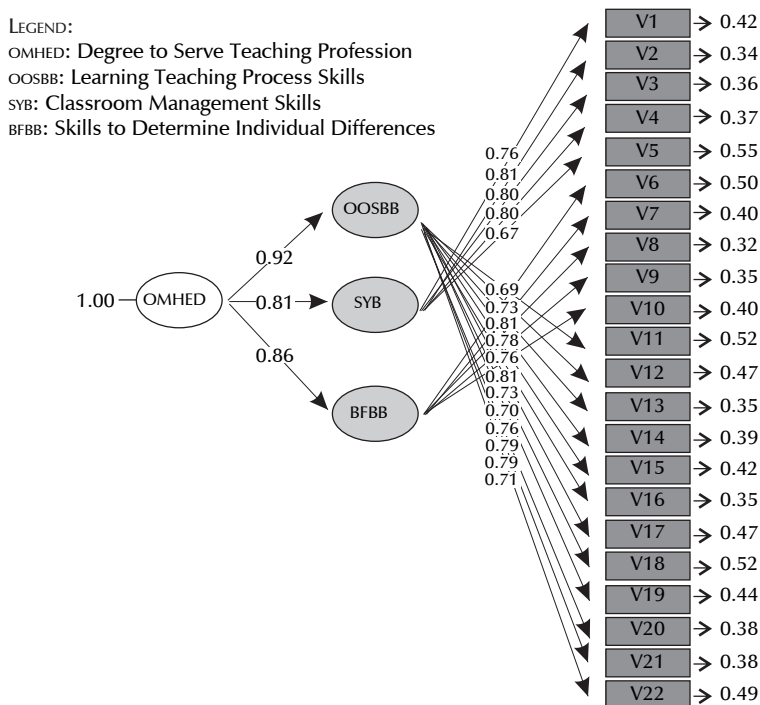 LEGEND:
OMHED: Degree to Serve Teaching Profession
OOSBB: Learning Teaching Process Skills
SYB: Classroom Management Skills
BFBB: Skills to Determine Individual Differences
1.00
OMHED
0.92
0.81
0.86
OOSBB
SYB
BFBB
0.76
0.81
0.80
0.80
0.67
0.69
0.73
0.81
0.78
0.76
0.81
0.73
0.70
0.76
0.79
0.79
0.71
V1 0.42
V2 0.34
V3 0.36
V4 0.37
V5 0.55
V6 0.50
V7 0.40
V8 0.32
V9 0.35
V10 0.40
V11 0.52
V12 0.47
V13 0.35
V14 0.39
V15 0.42
V16 0.35
V17 0.47
V18 0.52
V19 0.44
V20 0.38
V21 0.38
V22 0.49